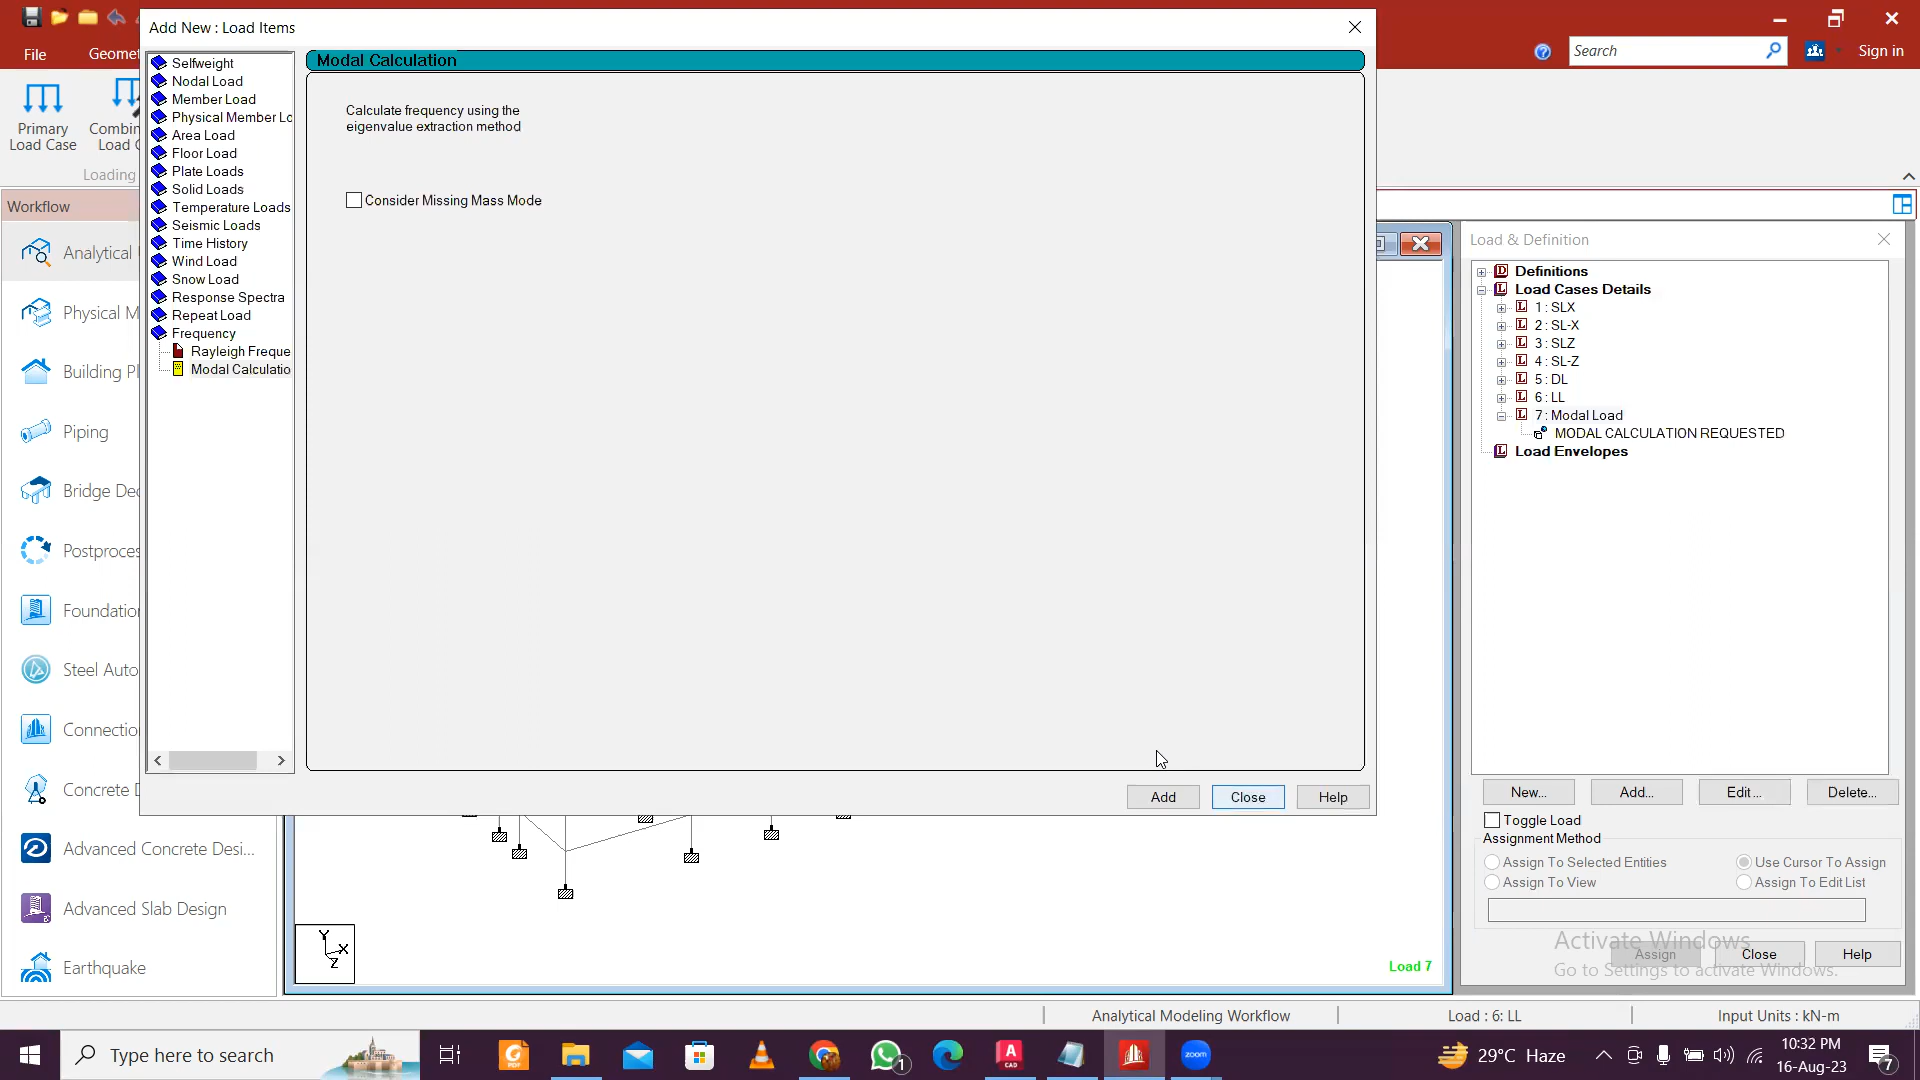 Add New : Load Items
File
Geomet
Search
Sign in
Primary
Load Case
Combin
Load C
Loading
Workflow
Analytical
Physical M
Building Pl
Piping
Bridge Dec
Postproces
Foundation
Steel Auto
Connectio
Concrete D
Advanced Concrete Desi...
Advanced Slab Design
Earthquake
Selfweight
Nodal Load
Member Load
Physical Member Lo
Area Load
Floor Load
Plate Loads
Solid Loads
Temperature Loads
Seismic Loads
Time History
Wind Load
Snow Load
Response Spectra
Repeat Load
Frequency
Rayleigh Freque
Modal Calculatio
Modal Calculation
Calculate frequency using the
eigenvalue extraction method
Consider Missing Mass Mode
Add
Close
Help
Y
X
Z
Load 7
Load & Definition
D Definitions
L Load Cases Details
L 1 : SLX
L 2 : SL-X
L 3 : SLZ
L 4 : SL-Z
L 5 : DL
L 6 : LL
L 7 : Modal Load
MODAL CALCULATION REQUESTED
L Load Envelopes
New...
Add...
Edit...
Delete...
Toggle Load
Assignment Method
Assign To Selected Entities
Use Cursor To Assign
Assign To View
Assign To Edit List
Activate Windows
Go to Settings to activate Windows.
Assign
Close
Help
Analytical Modeling Workflow
Load : 6: LL
Input Units : kN-m
Type here to search
A
CAD
zoom
1
29°C Haze
10:32 PM
16-Aug-23
7